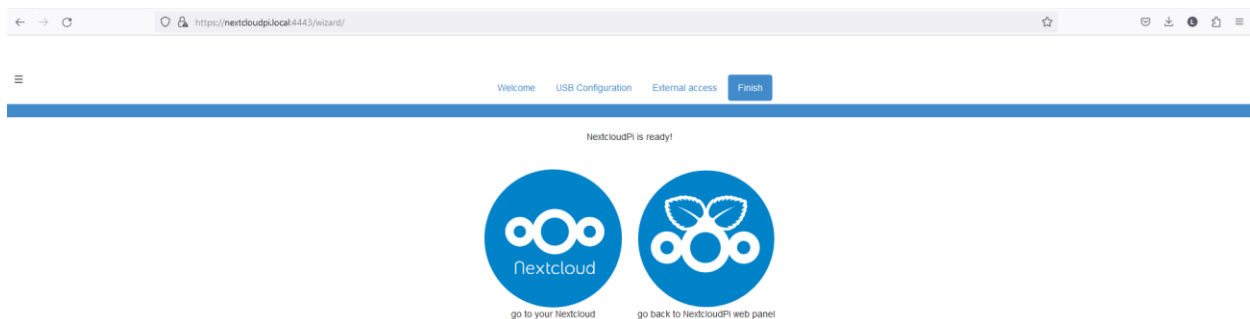 https://nextcloudpi.local:4443/wizard/
Welcome USB Configuration External access Finish
NextcloudPi is ready!
Nextcloud
go to your Nextcloud go back to NextcloudPi web panel